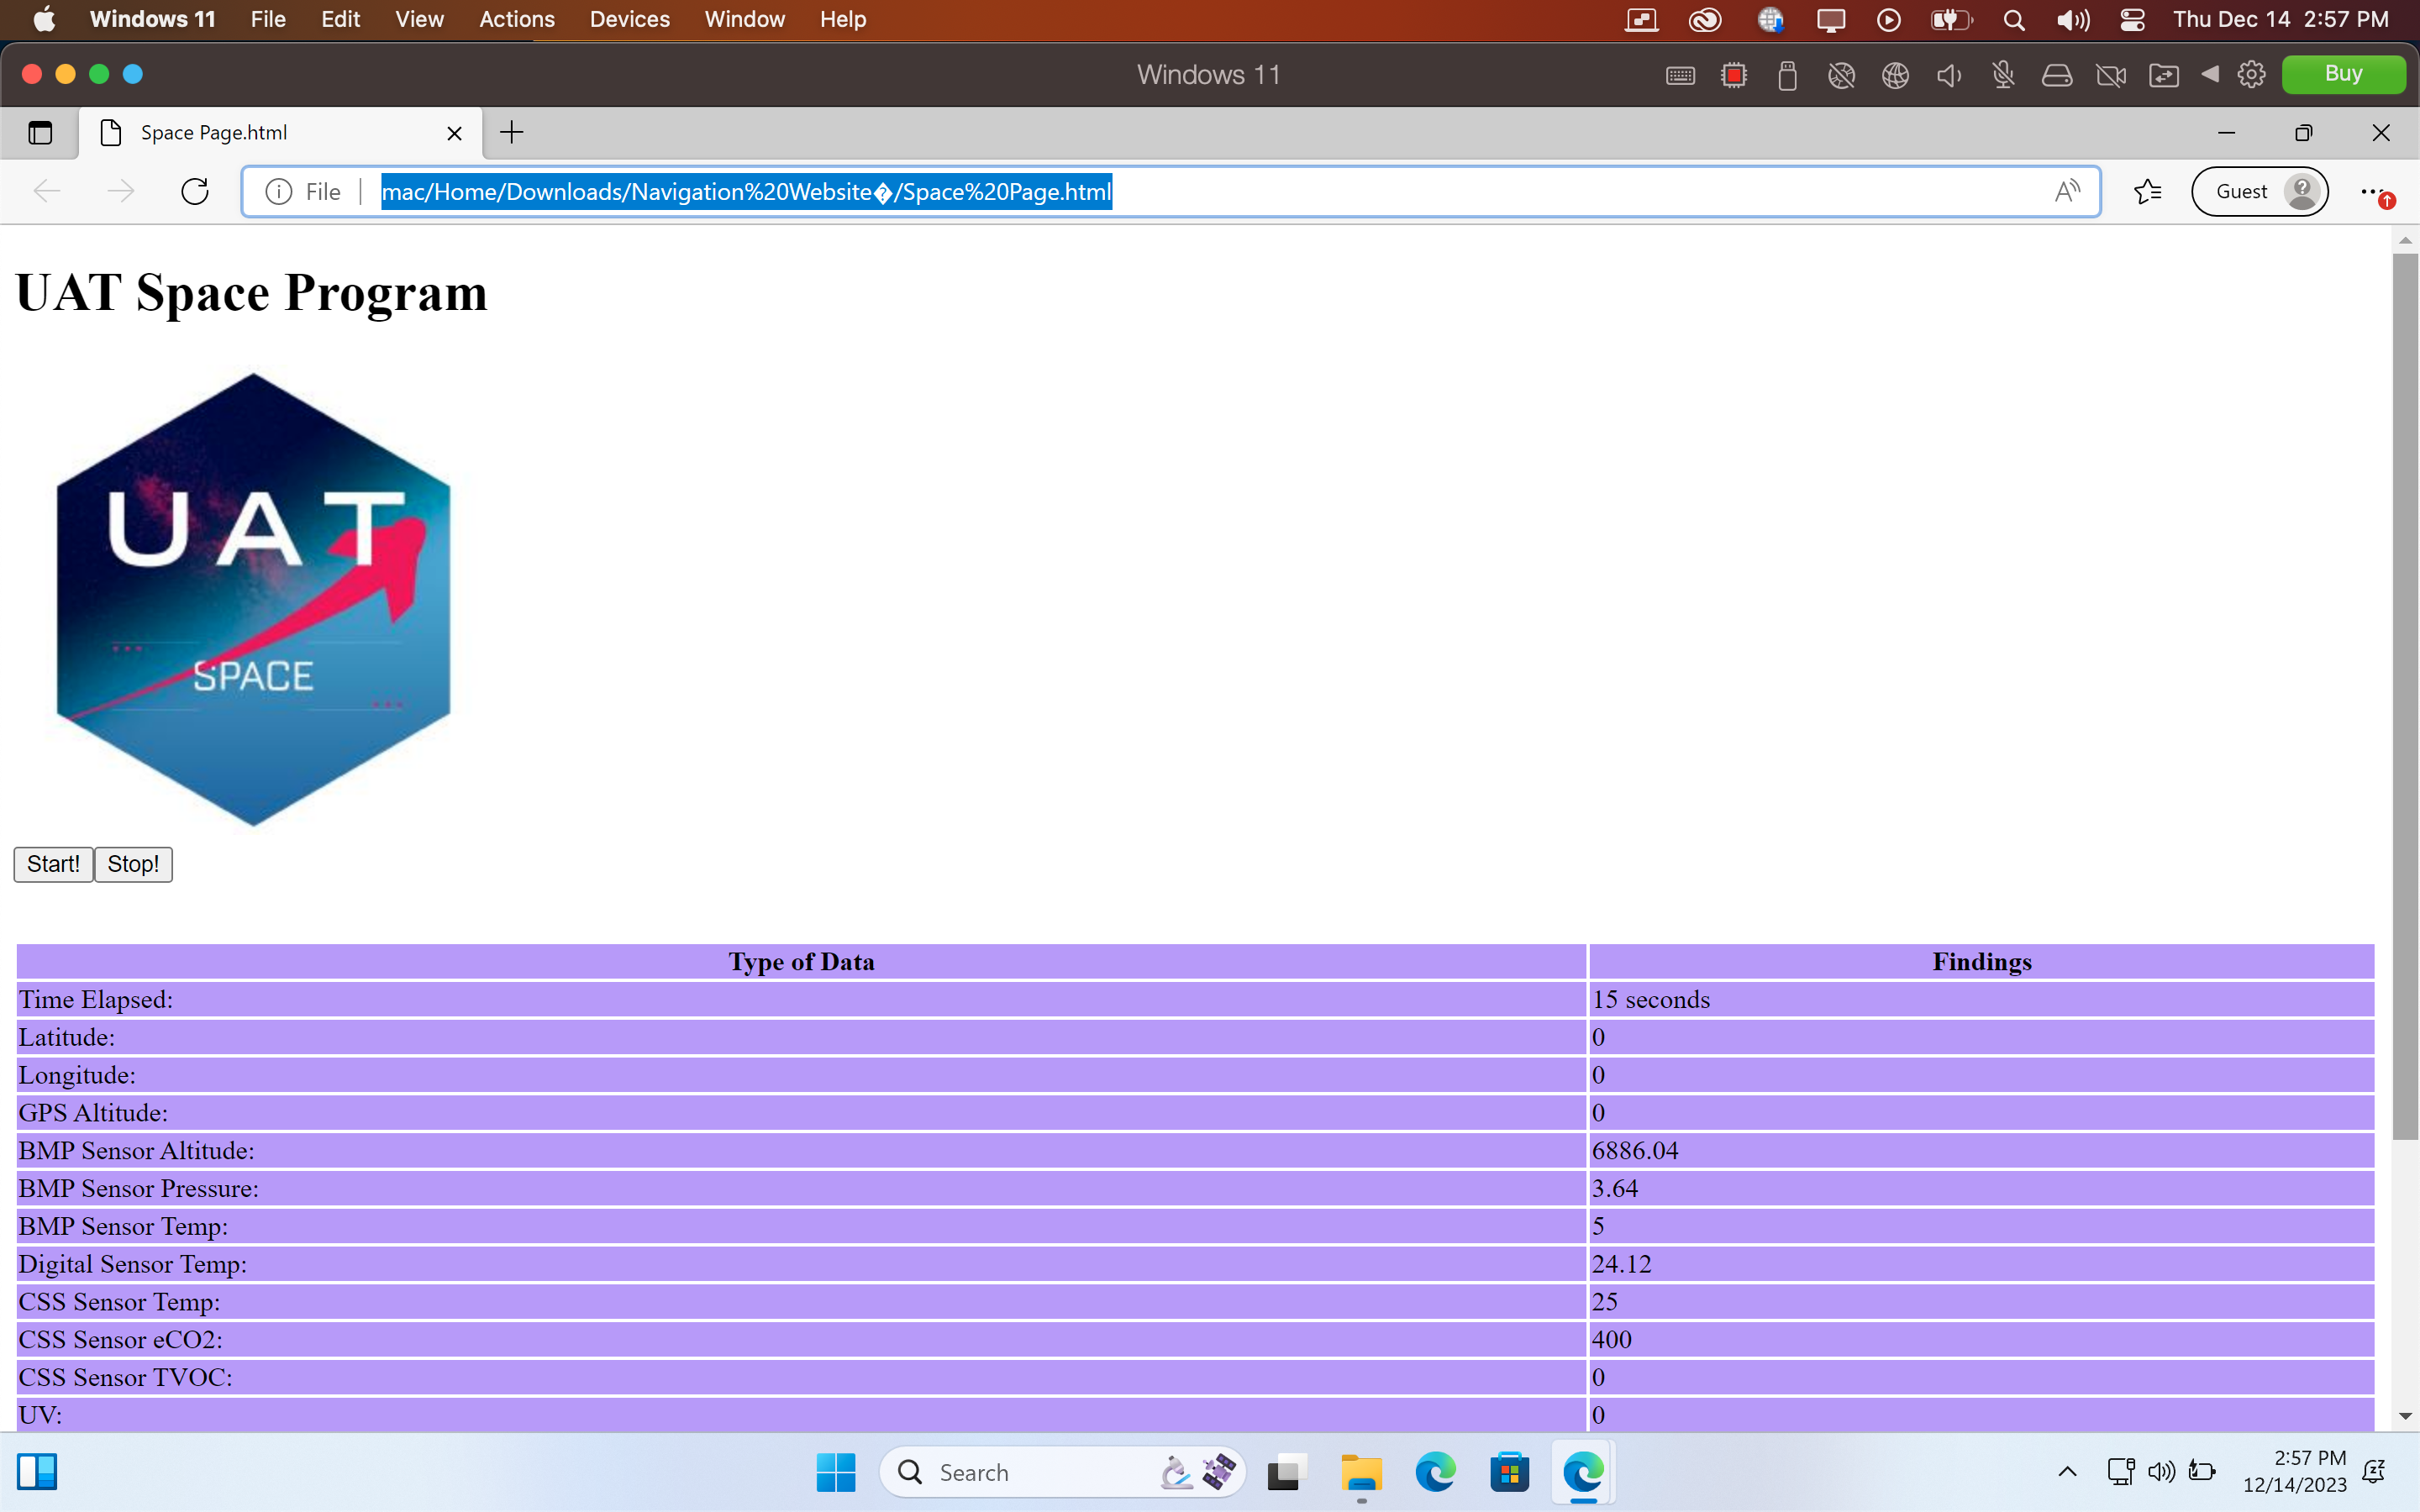 Windows 11 File Edit View Actions Devices Window Help Thu Dec 14 2:57 PM
Windows 11 Buy
Space Page.html
File mac/Home/Downloads/Navigation%20Website�/Space%20Page.html Guest
UAT Space Program
UAT
SPACE
Start! Stop!
Type of Data Findings
Time Elapsed: 15 seconds
Latitude: 0
Longitude: 0
GPS Altitude: 0
BMP Sensor Altitude: 6886.04
BMP Sensor Pressure: 3.64
BMP Sensor Temp: 5
Digital Sensor Temp: 24.12
CSS Sensor Temp: 25
CSS Sensor eCO2: 400
CSS Sensor TVOC: 0
UV: 0
Search 2:57 PM
12/14/2023